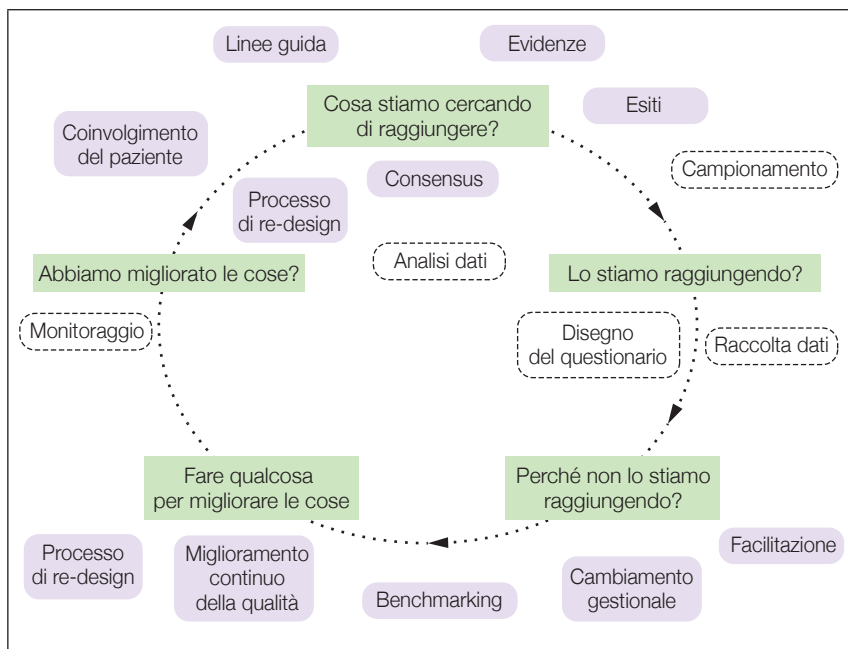 Linee guida
Evidenze
Cosa stiamo cercando
di raggiungere?
Esiti
Coinvolgimento
del paziente
Campionamento
Consensus
Processo
di re-design
Analisi dati
Abbiamo migliorato le cose?
Lo stiamo raggiungendo?
Monitoraggio
Disegno
del questionario
Raccolta dati
Fare qualcosa
per migliorare le cose
Perché non lo stiamo
raggiungendo?
Facilitazione
Processo
di re-design
Miglioramento
continuo
della qualità
Benchmarking
Cambiamento
gestionale